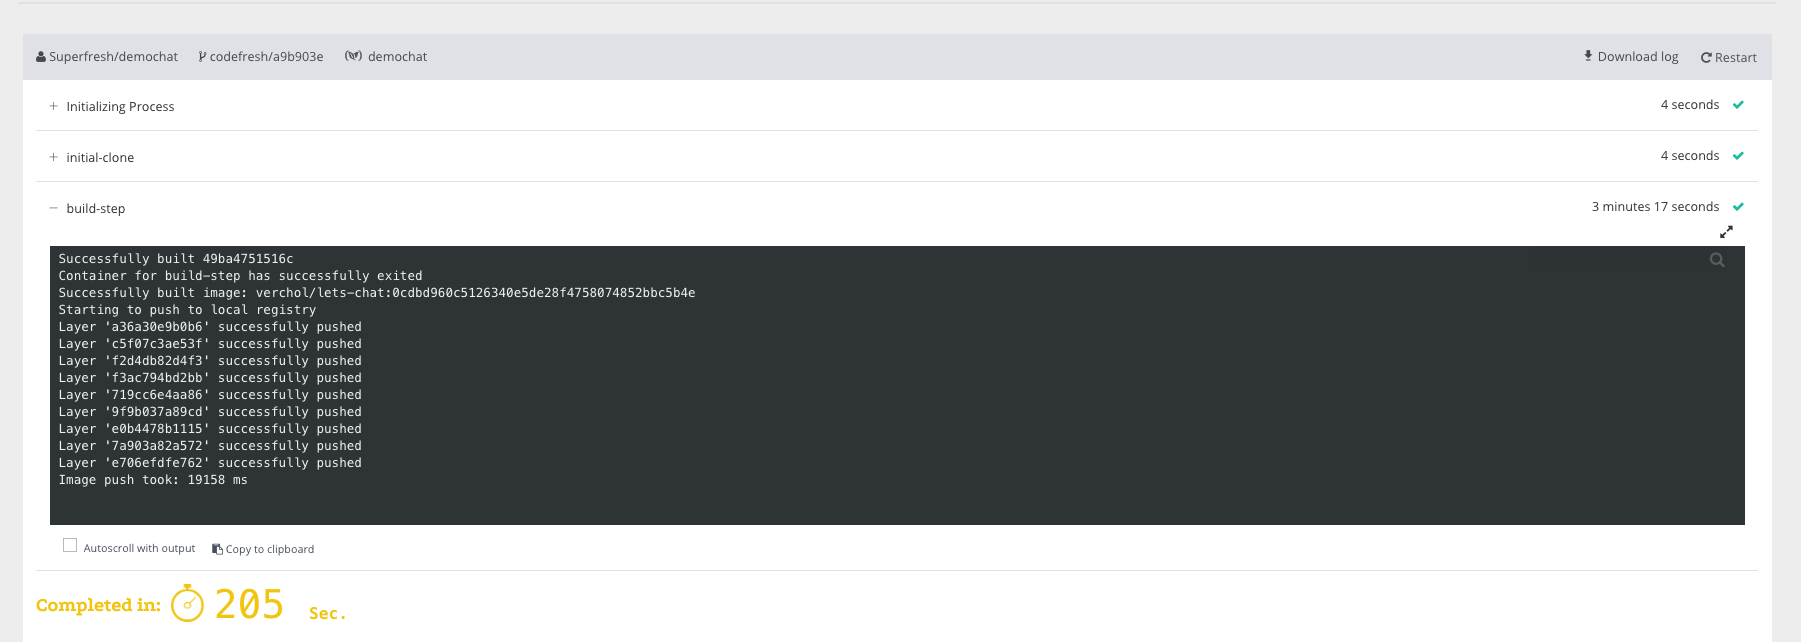 Superfresh/demochat codefresh/a9b903e demochat Download log Restart
+ Initializing Process 4 seconds
+ initial-clone 4 seconds
− build-step 3 minutes 17 seconds
Successfully built 49ba4751516c
Container for build-step has successfully exited
Successfully built image: verchol/lets-chat:0cdbd960c5126340e5de28f4758074852bbc5b4e
Starting to push to local registry
Layer 'a36a30e9b0b6' successfully pushed
Layer 'c5f07c3ae53f' successfully pushed
Layer 'f2d4db82d4f3' successfully pushed
Layer 'f3ac794bd2bb' successfully pushed
Layer '719cc6e4aa86' successfully pushed
Layer '9f9b037a89cd' successfully pushed
Layer 'e0b4478b1115' successfully pushed
Layer '7a903a82a572' successfully pushed
Layer 'e706efdfe762' successfully pushed
Image push took: 19158 ms
Autoscroll with output Copy to clipboard
Completed in: 205 Sec.